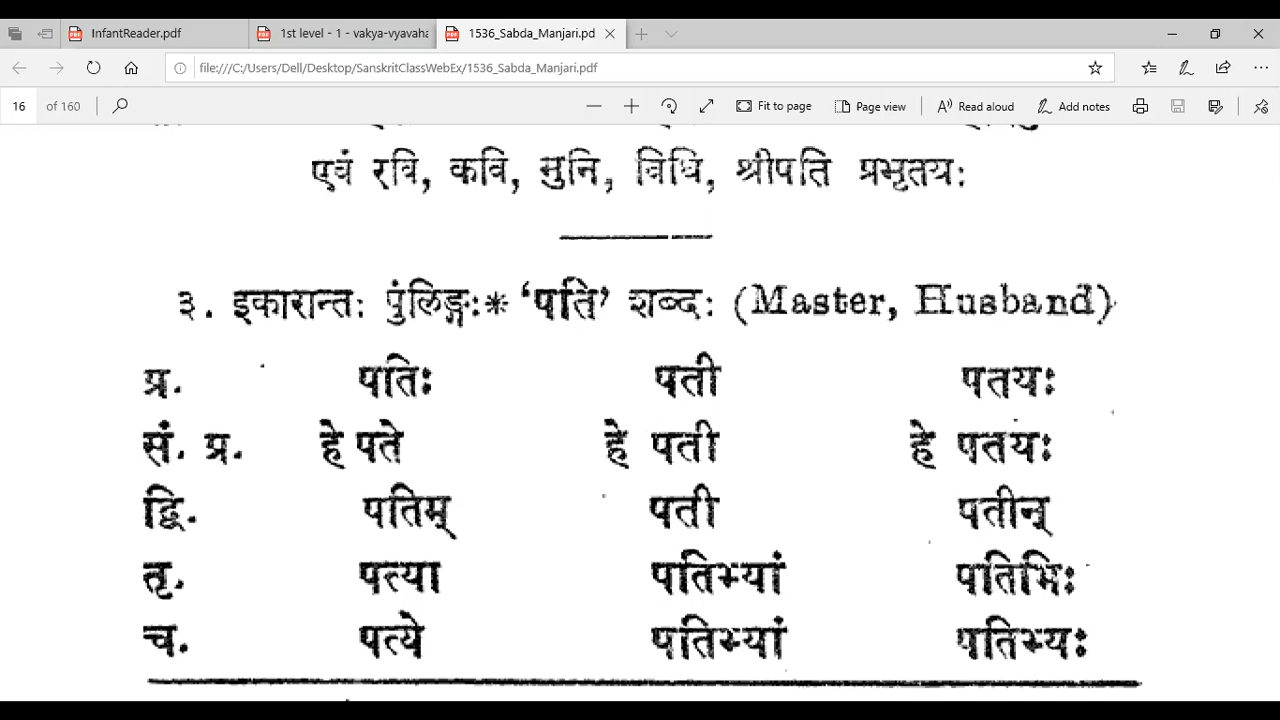 InfantReader.pdf 1st level - 1 - vakya-vyavaha 1536_Sabda_Manjari.pd
file:///C:/Users/Dell/Desktop/SanskritClassWebEx/1536_Sabda_Manjari.pdf
16 of 160 Fit to page Page view Read aloud Add notes
एवं रवि, कवि, मुनि, विधि, श्रीपति प्रभृतयः
३. इकारान्तः पुंलिङ्गः* ‘पति’ शब्दः (Master, Husband)
प्र. पतिः पती पतयः
सं. प्र. हे पते हे पती हे पतयः
द्वि. पतिम् पती पतीन्
तृ. पत्या पतिभ्यां पतिभिः
च. पत्ये पतिभ्यां पतिभ्यः